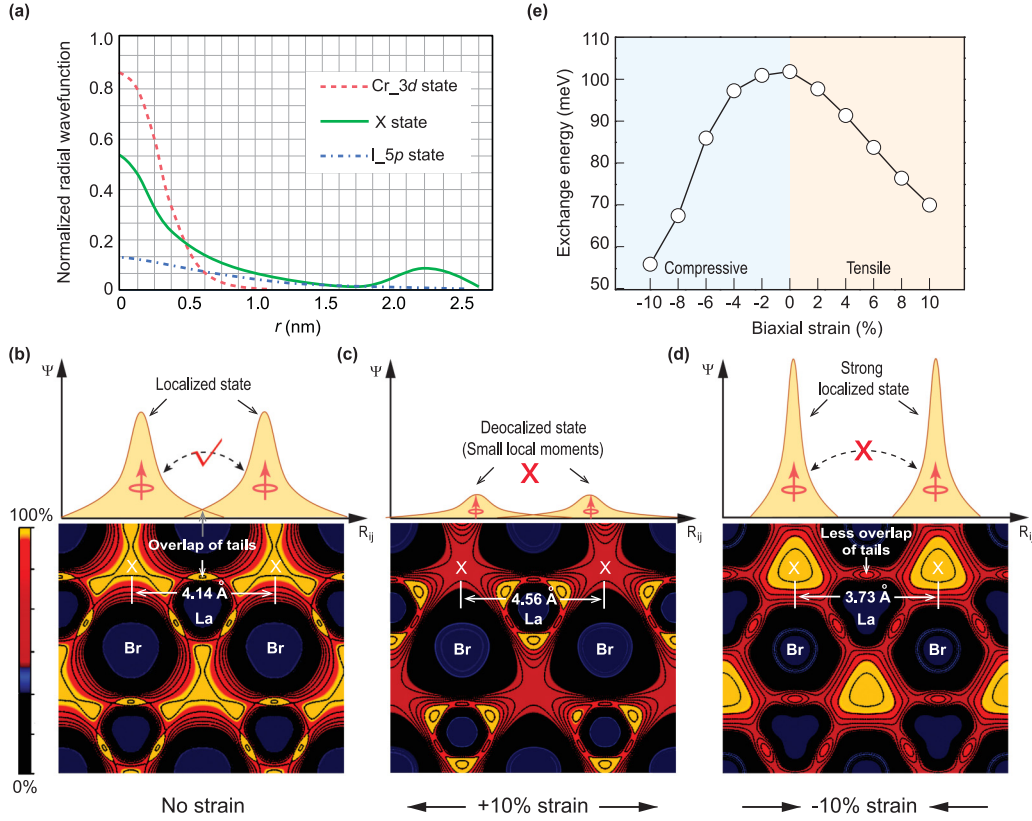 (a)
Normalized radial wavefunction
1.0
0.8
0.6
0.4
0.2
0
0 0.5 1.0 1.5 2.0 2.5
r (nm)
Cr_3d state
X state
I_5p state
(e)
Exchange energy (meV)
110
100
90
80
70
60
50
-10 -8 -6 -4 -2 0 2 4 6 8 10
Biaxial strain (%)
Compressive
Tensile
(b)
Ψ
Localized state
R_ij
100%
0%
Overlap of tails
X
X
4.14 Å
La
Br
Br
No strain
(c)
Deocalized state
(Small local moments)
X
R_ij
X
X
4.56 Å
La
Br
Br
+10% strain
(d)
Ψ
Strong
localized state
X
R_ij
Less overlap
of tails
X
X
3.73 Å
La
Br
Br
-10% strain